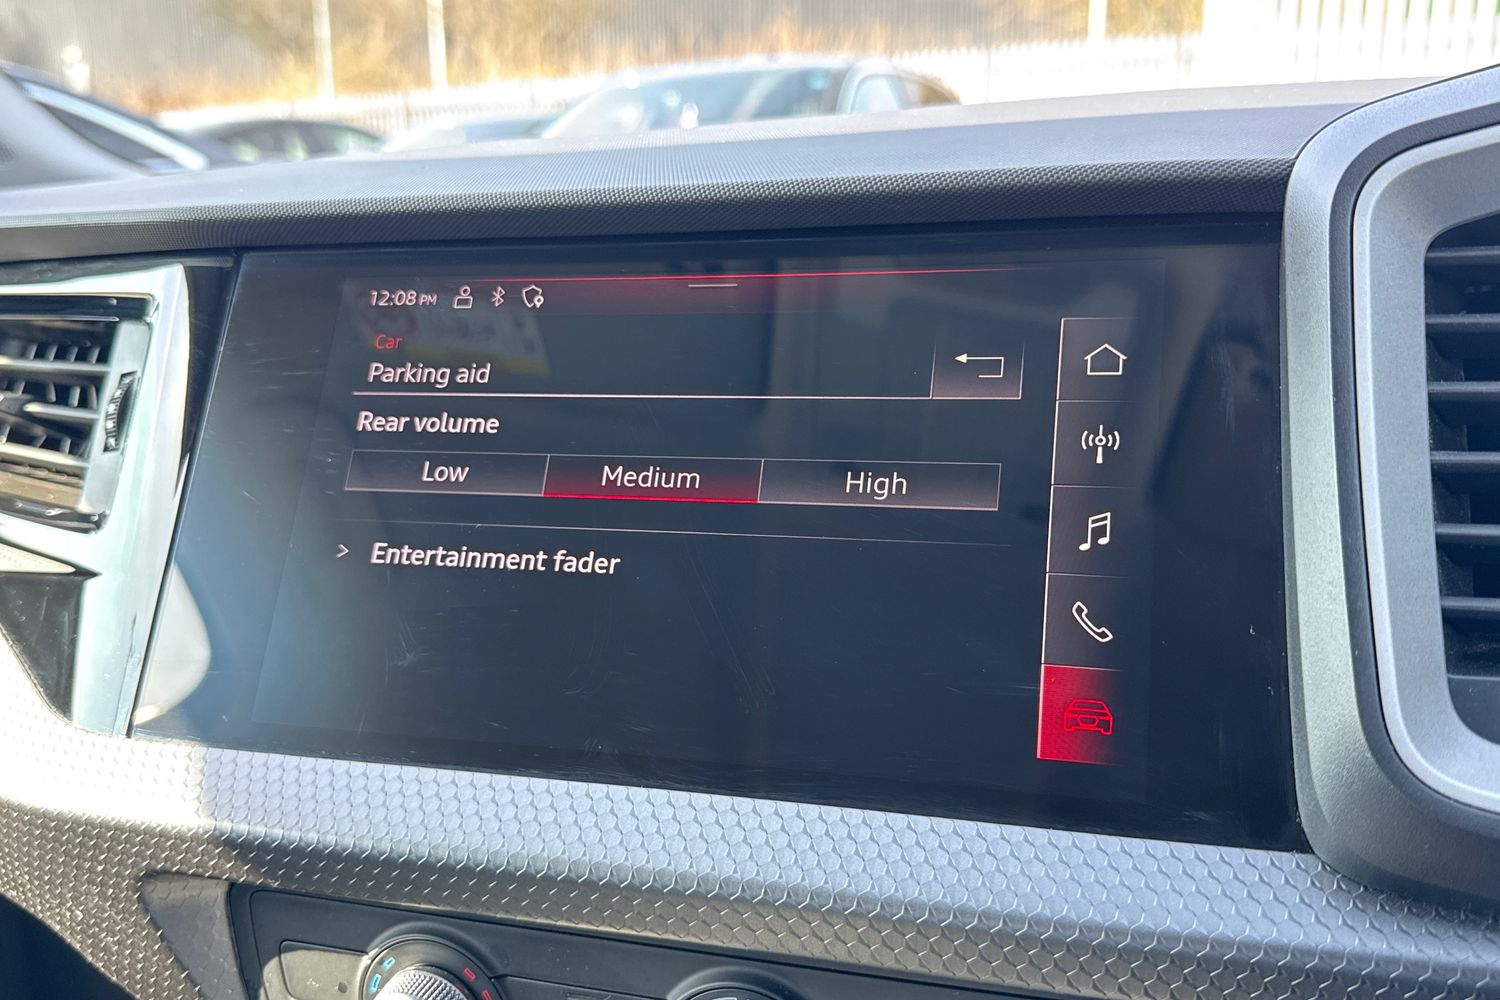 12:08 PM
Car
Parking aid
Rear volume
Low Medium High
> Entertainment fader